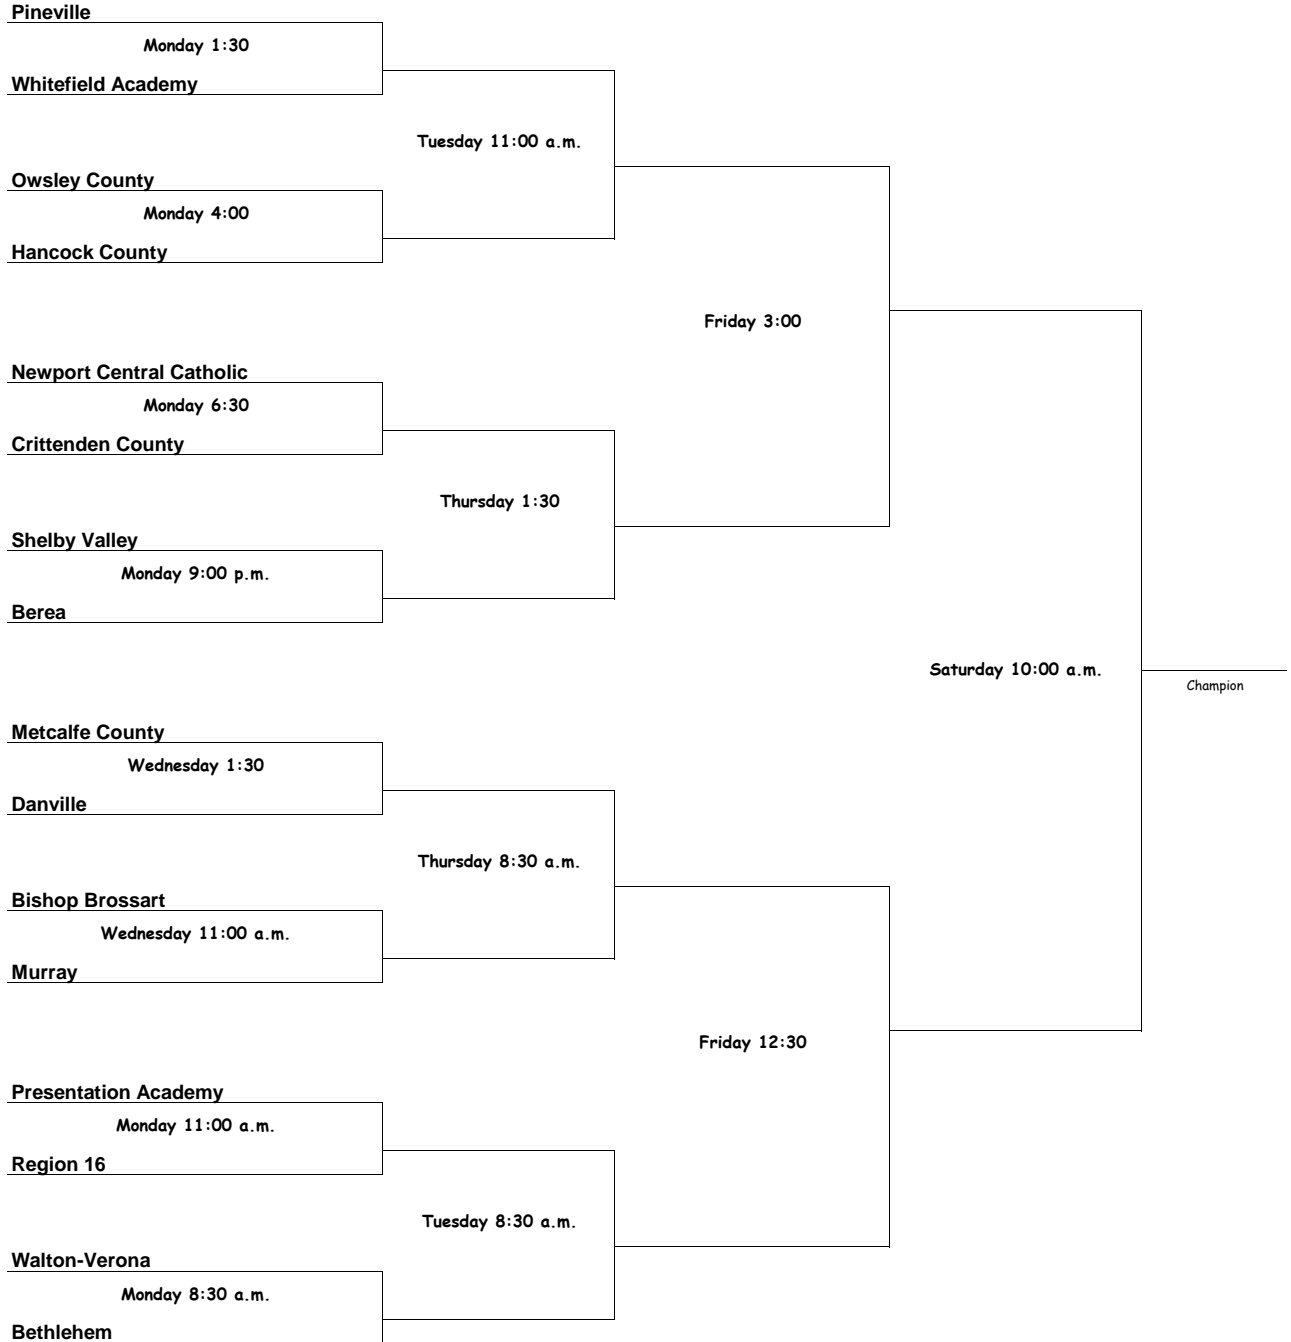 Pineville
Monday 1:30
Whitefield Academy
Tuesday 11:00 a.m.
Owsley County
Monday 4:00
Hancock County
Friday 3:00
Newport Central Catholic
Monday 6:30
Crittenden County
Thursday 1:30
Shelby Valley
Monday 9:00 p.m.
Berea
Saturday 10:00 a.m.
Champion
Metcalfe County
Wednesday 1:30
Danville
Thursday 8:30 a.m.
Bishop Brossart
Wednesday 11:00 a.m.
Murray
Friday 12:30
Presentation Academy
Monday 11:00 a.m.
Region 16
Tuesday 8:30 a.m.
Walton-Verona
Monday 8:30 a.m.
Bethlehem